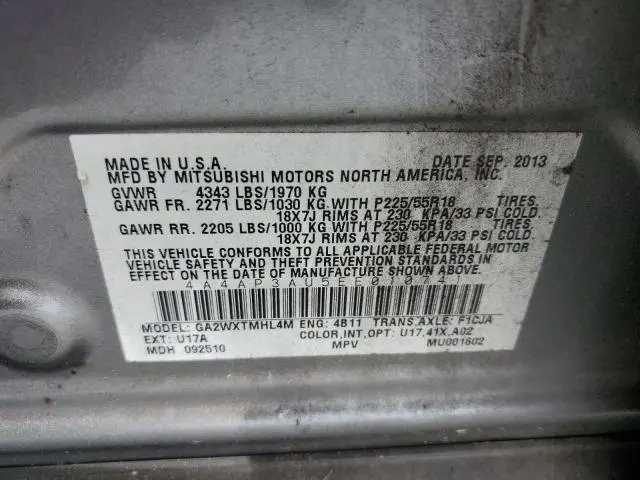 MADE IN U.S.A. DATE SEP. 2013
MFD BY MITSUBISHI MOTORS NORTH AMERICA, INC.
GVWR 4343 LBS/1970 KG
GAWR FR. 2271 LBS/1030 KG WITH P225/55R18 TIRES,
18X7J RIMS AT 230 KPA/33 PSI COLD.
GAWR RR. 2205 LBS/1000 KG WITH P225/55R18 TIRES,
18X7J RIMS AT 230 KPA/33 PSI COLD.
THIS VEHICLE CONFORMS TO ALL APPLICABLE FEDERAL MOTOR
VEHICLE SAFETY AND THEFT PREVENTION STANDARDS IN
EFFECT ON THE DATE OF MANUFACTURE SHOWN ABOVE.
4A4AP3AU5EE010741
MODEL: GA2WXTMHL4M ENG: 4B11 TRANS,AXLE: F1CJA
EXT: U17A COLOR,INT,OPT: U17,41X,A02
MDH 092510 MPV MU001602